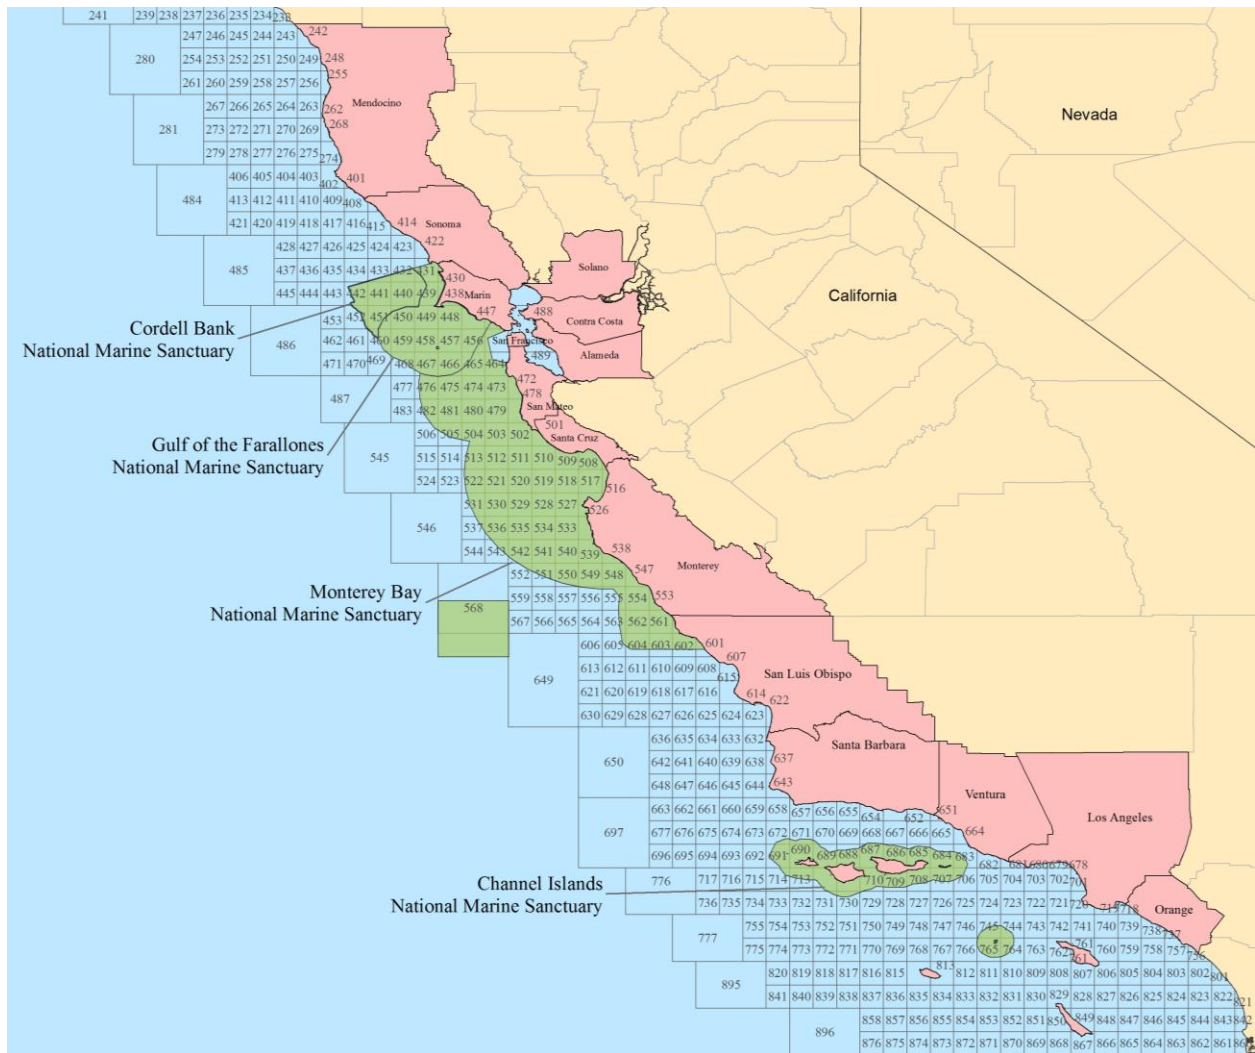 241 239 238 237 236 235 234 233
242
247 246 245 244 243
248
280 254 253 252 251 250 249
255
261 260 259 258 257 256
Nevada
Mendocino
267 266 265 264 263 262
281 273 272 271 270 269 268
279 278 277 276 275 274
406 405 404 403 402 401
484 413 412 411 410 409 408
421 420 419 418 417 416 415 414 Sonoma
428 427 426 425 424 423 422
485 437 436 435 434 433 432 431 430 Solano
445 444 443 442 441 440 439 438 Marin California
Cordell Bank
National Marine Sanctuary
453 452 451 450 449 448 447 488 Contra Costa
486 462 461 460 459 458 457 456 San Francisco 489 Alameda
471 470 469 468 467 466 465 464
487 477 476 475 474 473 472
478
483 482 481 480 479 San Mateo
501
506 505 504 503 502 Santa Cruz
Gulf of the Farallones
National Marine Sanctuary
545 515 514 513 512 511 510 509 508
524 523 522 521 520 519 518 517 516
531 530 529 528 527 526
546 537 536 535 534 533
544 543 542 541 540 539 538
Monterey
552 551 550 549 548 547
Monterey Bay
National Marine Sanctuary
559 558 557 556 555 554 553
568 567 566 565 564 563 562 561
606 605 604 603 602 601
607
613 612 611 610 609 608
649 615 San Luis Obispo
621 620 619 618 617 616 614
622
630 629 628 627 626 625 624 623
636 635 634 633 632 Santa Barbara
650 642 641 640 639 638 637
648 647 646 645 644 643
Ventura
663 662 661 660 659 658 657 656 655 654 652 651
Los Angeles
697 677 676 675 674 673 672 671 670 669 668 667 666 665 664
696 695 694 693 692 691 690 689 688 687 686 685 684 683 682 681 680 679 678
776 717 716 715 714 713 710 709 708 707 706 705 704 703 702 701
Channel Islands
National Marine Sanctuary
736 735 734 733 732 731 730 729 728 727 726 725 724 723 722 721 720 719 718 Orange
777 755 754 753 752 751 750 749 748 747 746 745 744 743 742 741 740 739 738 737
775 774 773 772 771 770 769 768 767 766 765 764 763 762 761 761 760 759 758 757 756
895 820 819 818 817 816 815 813 812 811 810 809 808 807 806 805 804 803 802 801
841 840 839 838 837 836 835 834 833 832 831 830 829 828 827 826 825 824 823 822 821
896 858 857 856 855 854 853 852 851 850 849 848 847 846 845 844 843 842
876 875 874 873 872 871 870 869 868 867 866 865 864 863 862 861